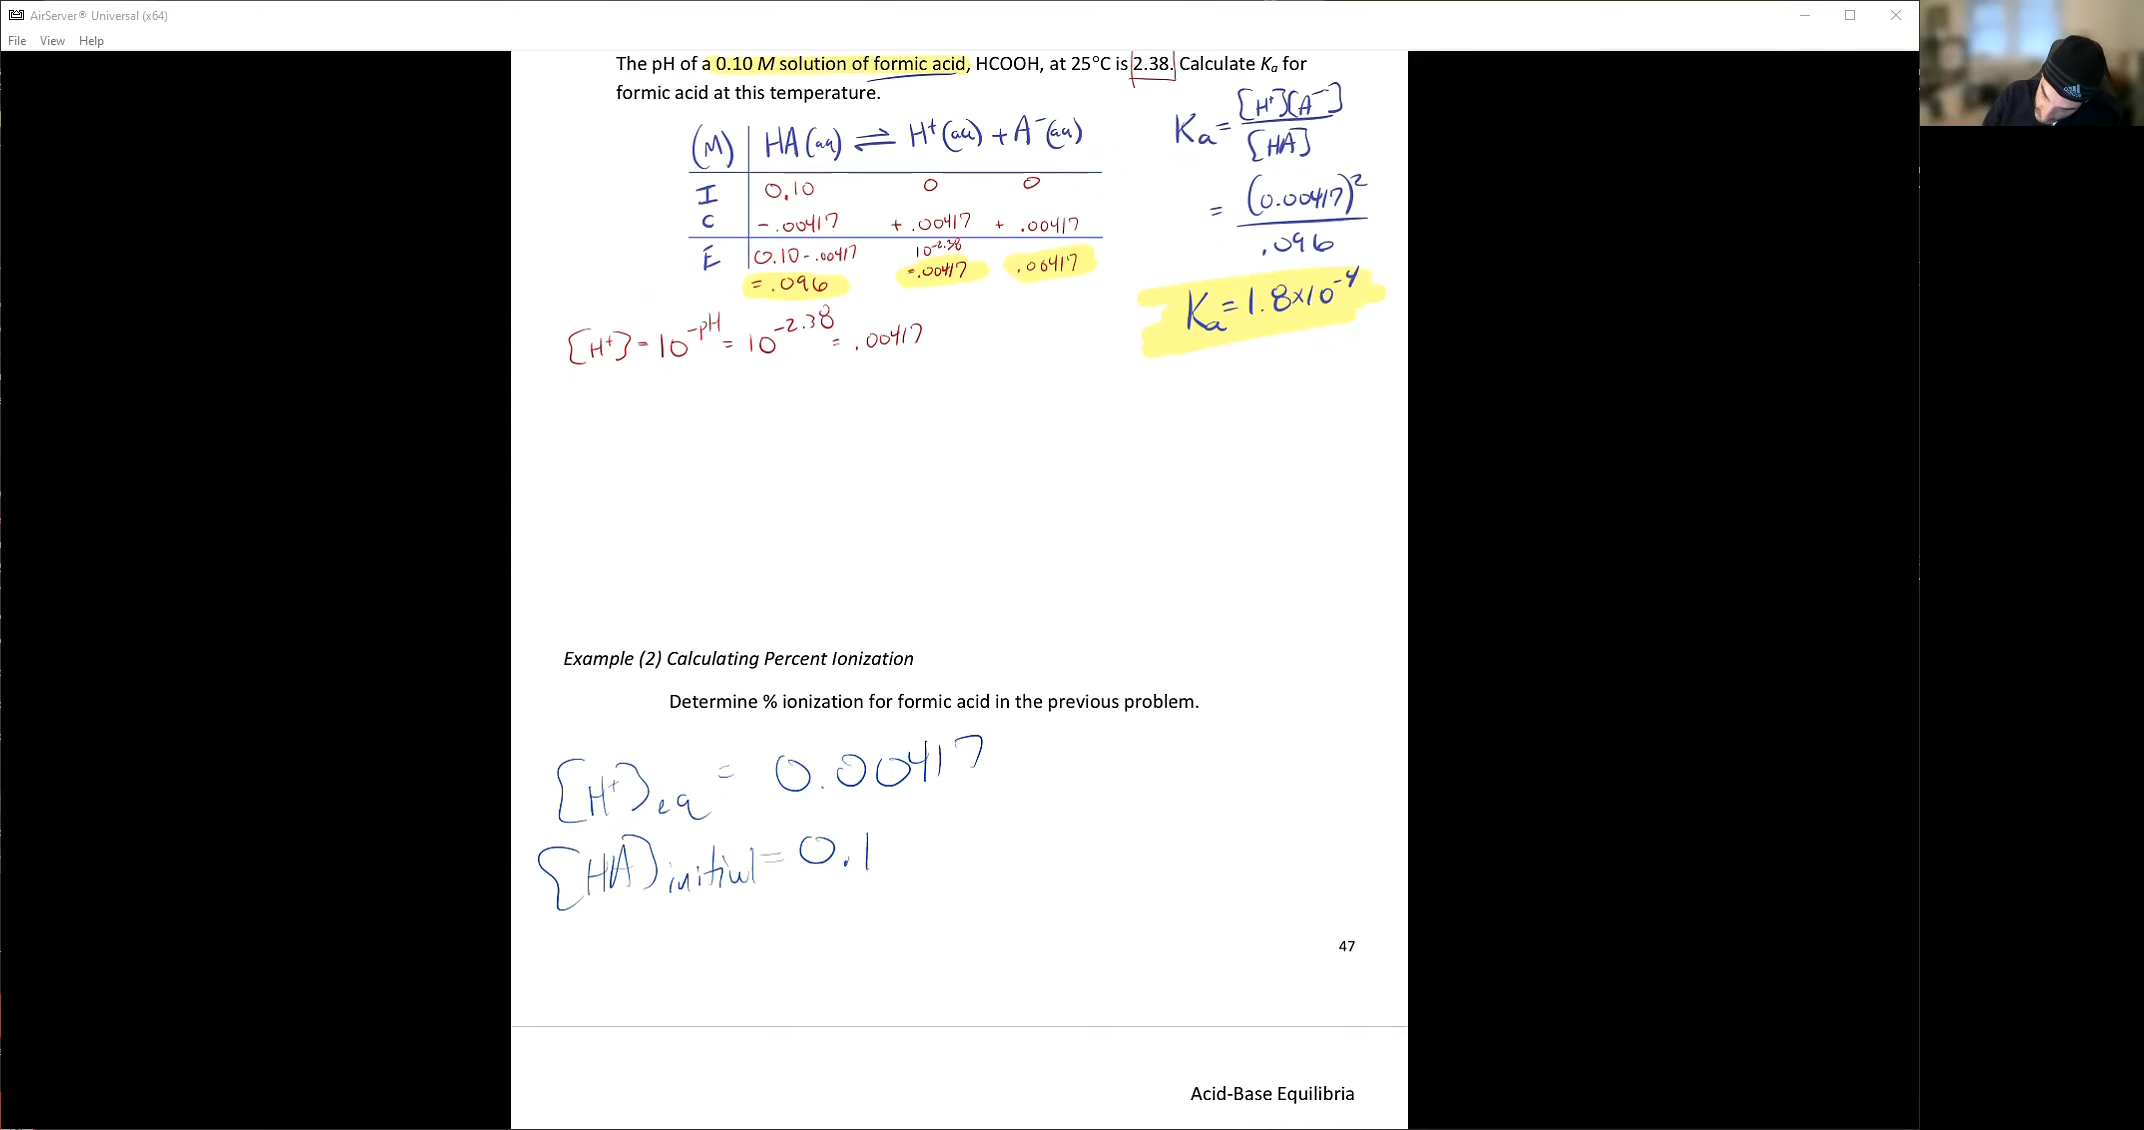 AirServer® Universal (x64)
File View Help
The pH of a 0.10 M solution of formic acid, HCOOH, at 25°C is 2.38. Calculate Ka for
formic acid at this temperature.
(M) HA(aq) ⇌ H⁺(aq) + A⁻(aq)
I 0.10 0 0
C -.00417 + .00417 + .00417
E 0.10-.00417 10^-2.38 .00417
=.096 =.00417
[H⁺] = 10^-pH = 10^-2.38 = .00417
Ka = [H⁺][A⁻] / [HA]
= (0.00417)² / .096
Ka = 1.8×10⁻⁴
Example (2) Calculating Percent Ionization
Determine % ionization for formic acid in the previous problem.
[H⁺]eq = 0.00417
[HA]initial = 0.1
47
Acid-Base Equilibria